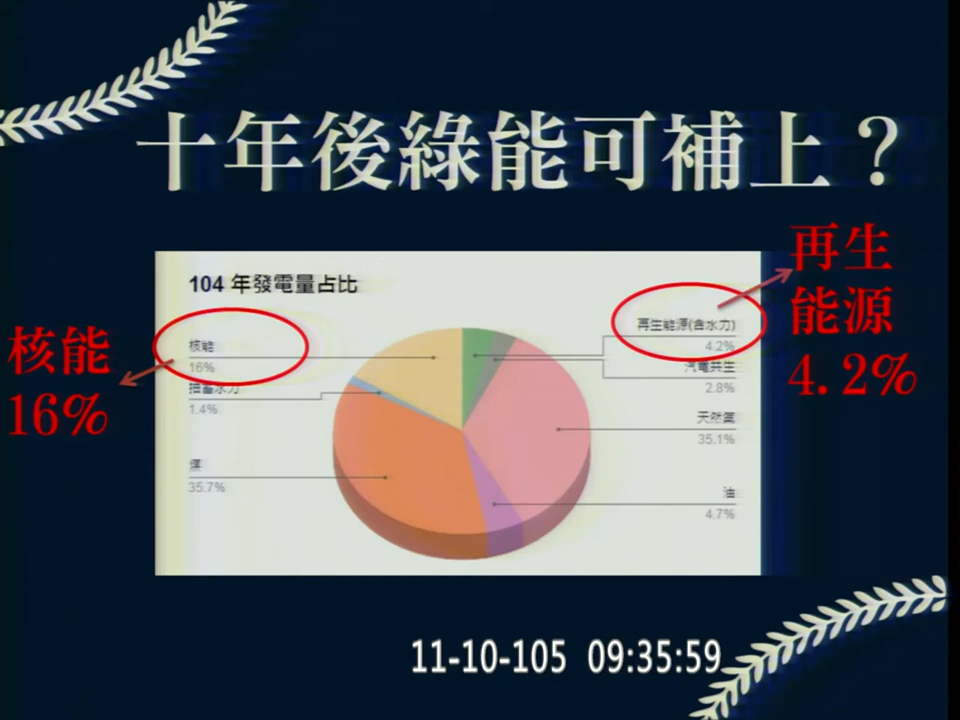 十年後綠能可補上？
再生
能源
4.2%
核能
16%
104 年發電量占比
核能
16%
抽蓄水力
1.4%
煤
35.7%
再生能源(含水力)
4.2%
汽電共生
2.8%
天然氣
35.1%
油
4.7%
11-10-105 09:35:59